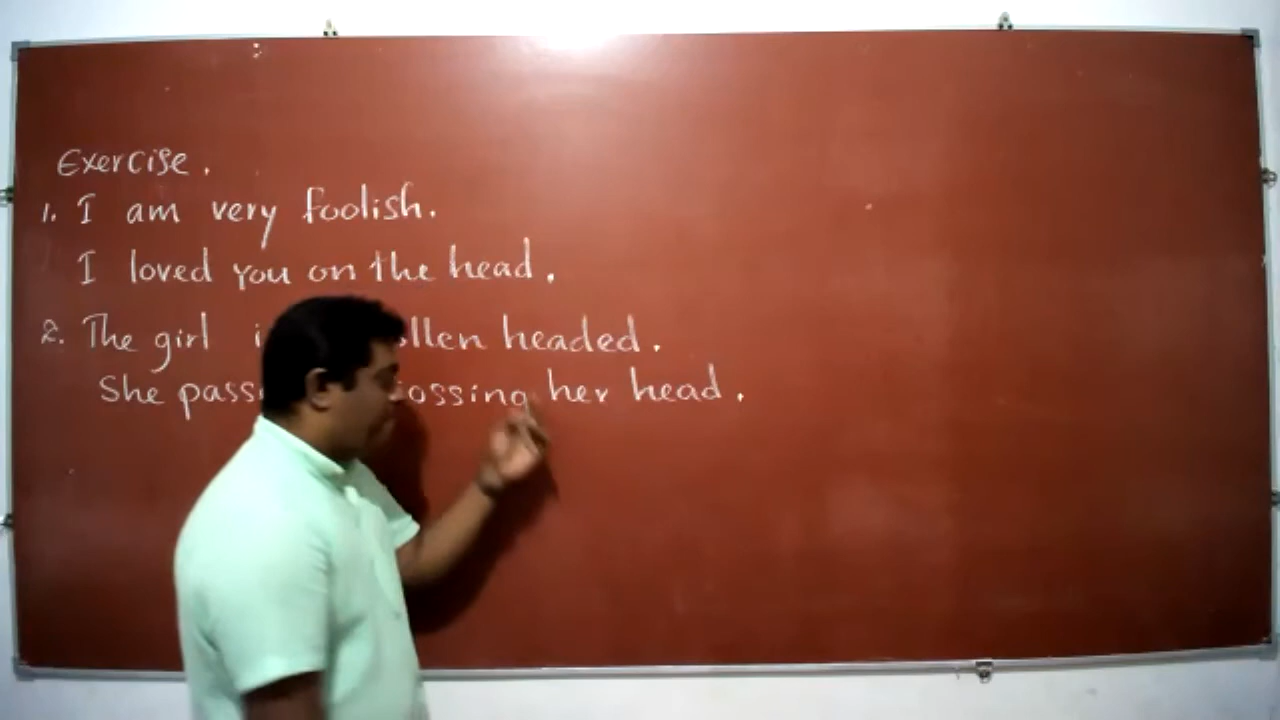 Exercise.
1. I am very foolish.
I loved you on the head.
2. The girl headed.
She her head.